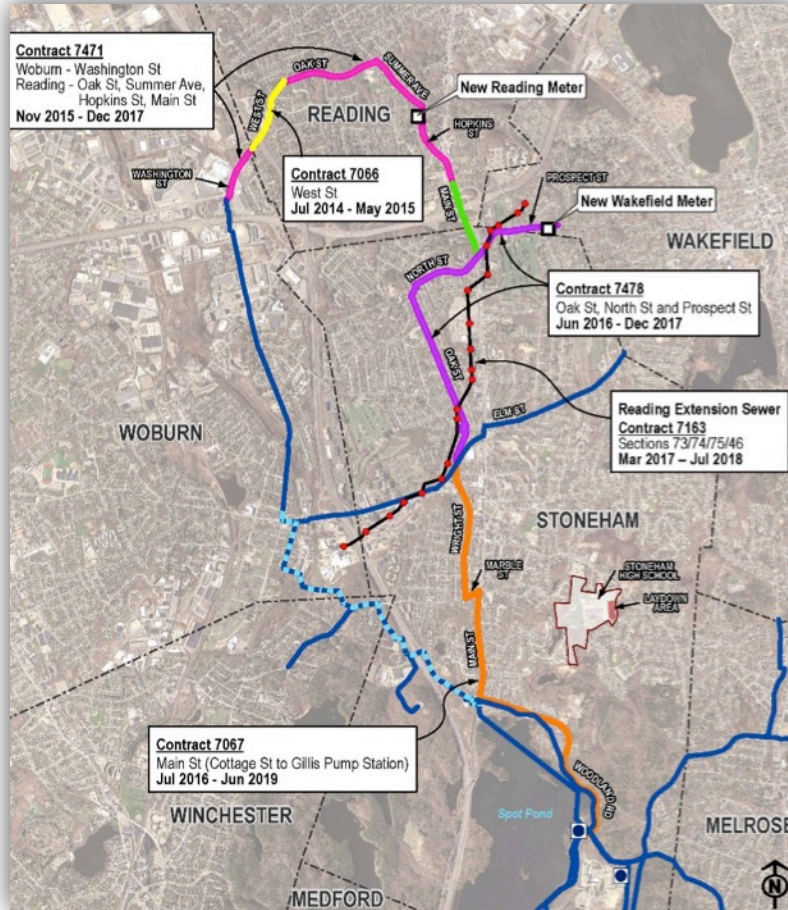 Contract 7471
Woburn - Washington St
Reading - Oak St, Summer Ave,
Hopkins St, Main St
Nov 2015 - Dec 2017
OAK ST
SUMMER AVE
READING
New Reading Meter
WEST ST
HOPKINS
ST
WASHINGTON
ST
Contract 7066
West St
Jul 2014 - May 2015
MAIN ST
PROSPECT ST
New Wakefield Meter
WAKEFIELD
NORTH ST
Contract 7478
Oak St, North St and Prospect St
Jun 2016 - Dec 2017
OAK ST
ELM ST
Reading Extension Sewer
Contract 7163
Sections 73/74/75/46
Mar 2017 – Jul 2018
WOBURN
STONEHAM
WRIGHT ST
MARBLE
ST
STONEHAM
HIGH SCHOOL
LAYDOWN
AREA
MAIN ST
Contract 7067
Main St (Cottage St to Gillis Pump Station)
Jul 2016 - Jun 2019
WOODLAND RD
WINCHESTER
Spot Pond
MELROSE
MEDFORD
N